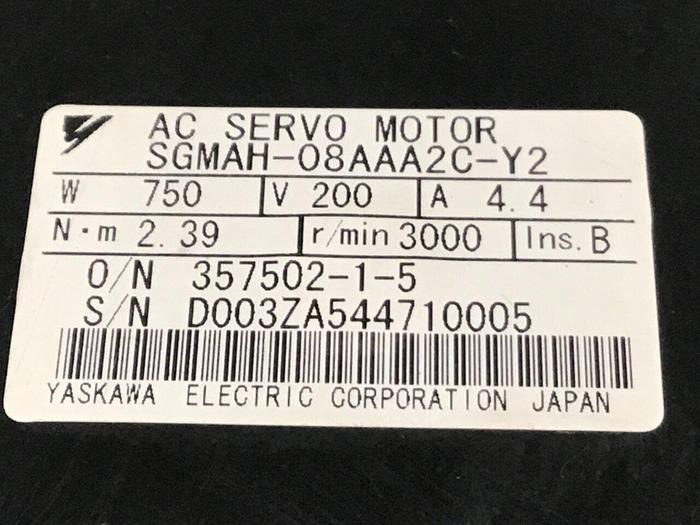 AC SERVO MOTOR
SGMAH-08AAA2C-Y2
W 750 V 200 A 4.4
N·m 2.39 r/min 3000 Ins. B
O/N 357502-1-5
S/N D003ZA544710005
YASKAWA ELECTRIC CORPORATION JAPAN